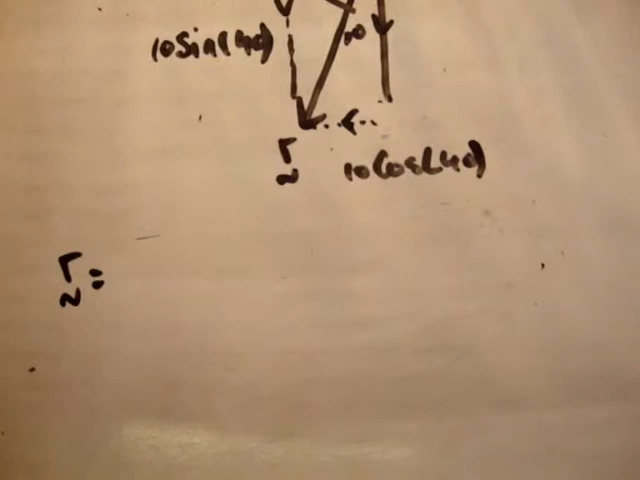 10Sin(40)
10
r
~
10Cos(40)
r
~ =